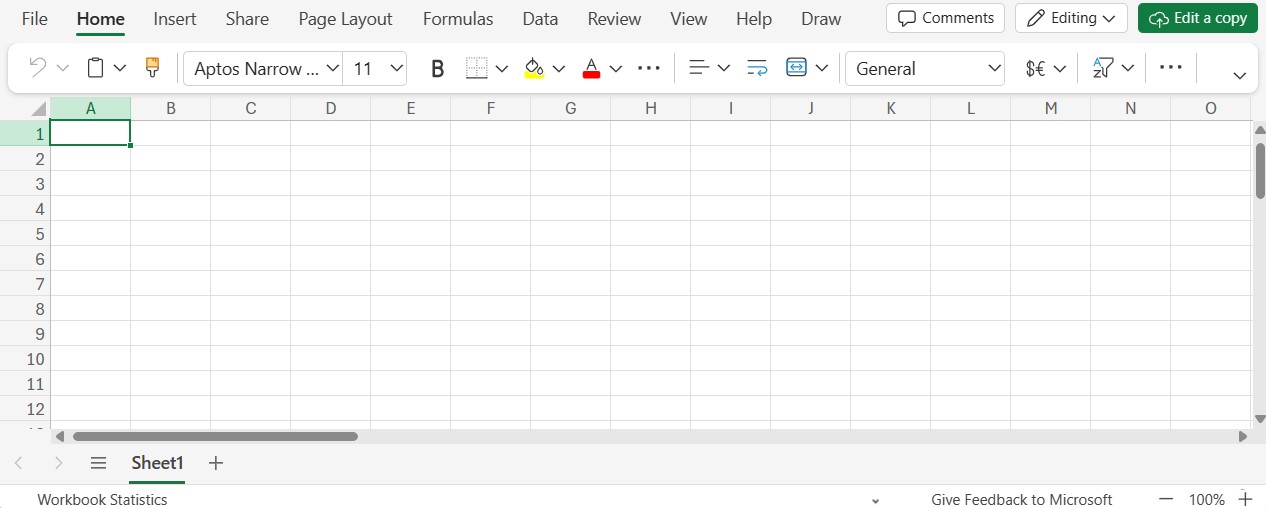 File Home Insert Share Page Layout Formulas Data Review View Help Draw Comments Editing Edit a copy
Aptos Narrow ... 11 B A General $€ AZ
A B C D E F G H I J K L M N O
1
2
3
4
5
6
7
8
9
10
11
12
Sheet1
Workbook Statistics Give Feedback to Microsoft 100%